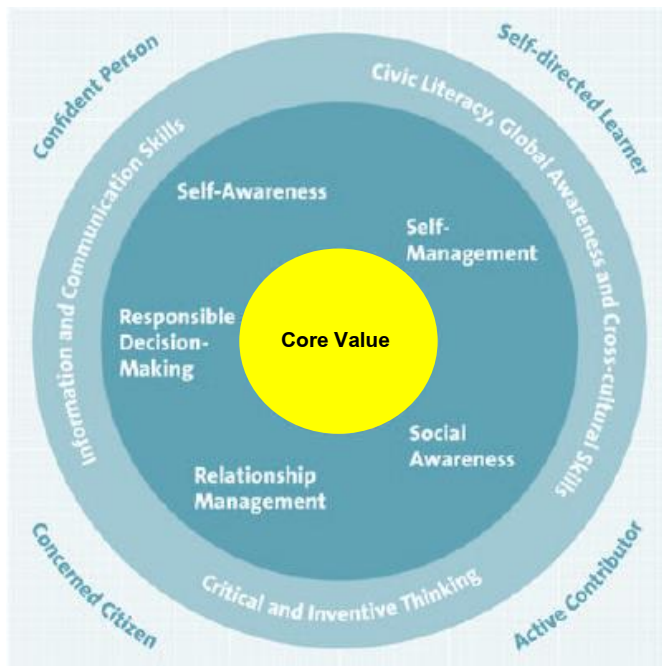 Confident Person
Self-directed Learner
Information and Communication Skills
Civic Literacy, Global Awareness and Cross-cultural Skills
Self-Awareness
Self-
Management
Core Value
Responsible
Decision-
Making
Social
Awareness
Relationship
Management
Critical and Inventive Thinking
Concerned Citizen
Active Contributor